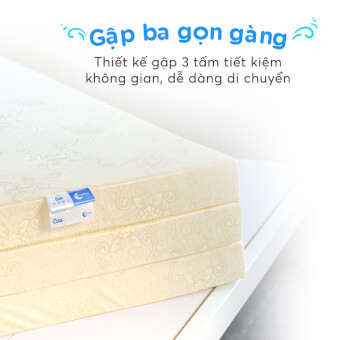 Gập ba gọn gàng
Thiết kế gập 3 tấm tiết kiệm
không gian, dễ dàng di chuyển